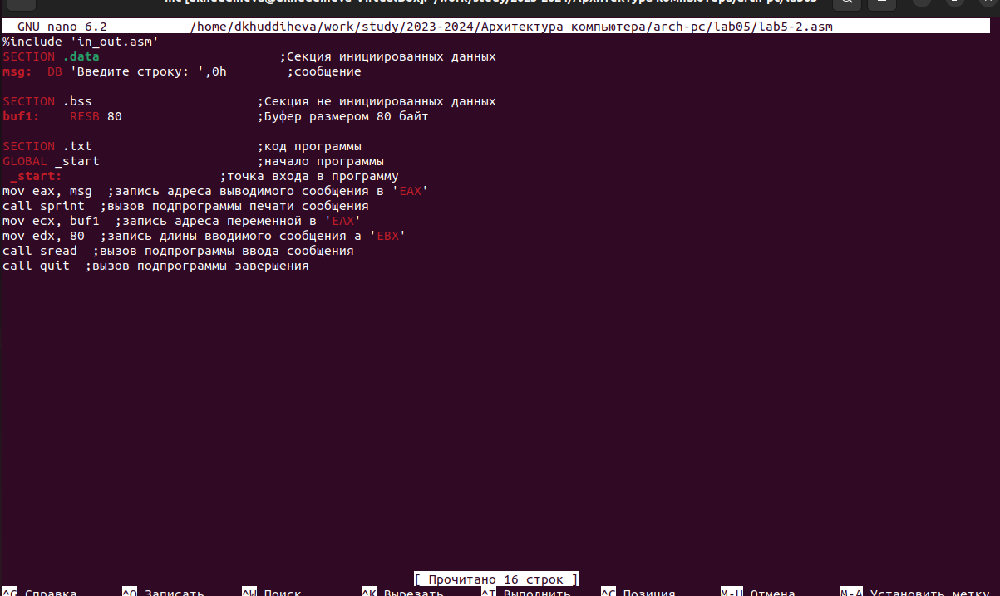 GNU nano 6.2 /home/dkhuddiheva/work/study/2023-2024/Архитектура компьютера/arch-pc/lab05/lab5-2.asm
%include 'in_out.asm'
SECTION .data ;Секция инициированных данных
msg: DB 'Введите строку: ',0h ;сообщение
SECTION .bss ;Секция не инициированных данных
buf1: RESB 80 ;Буфер размером 80 байт
SECTION .txt ;код программы
GLOBAL _start ;начало программы
_start: ;точка входа в программу
mov eax, msg ;запись адреса выводимого сообщения в 'EAX'
call sprint ;вызов подпрограммы печати сообщения
mov ecx, buf1 ;запись адреса переменной в 'EAX'
mov edx, 80 ;запись длины вводимого сообщения а 'EBX'
call sread ;вызов подпрограммы ввода сообщения
call quit ;вызов подпрограммы завершения
[ Прочитано 16 строк ]
^G Справка ^O Записать ^W Поиск ^K Вырезать ^T Выполнить ^C Позиция M-U Отмена M-A Установить метку